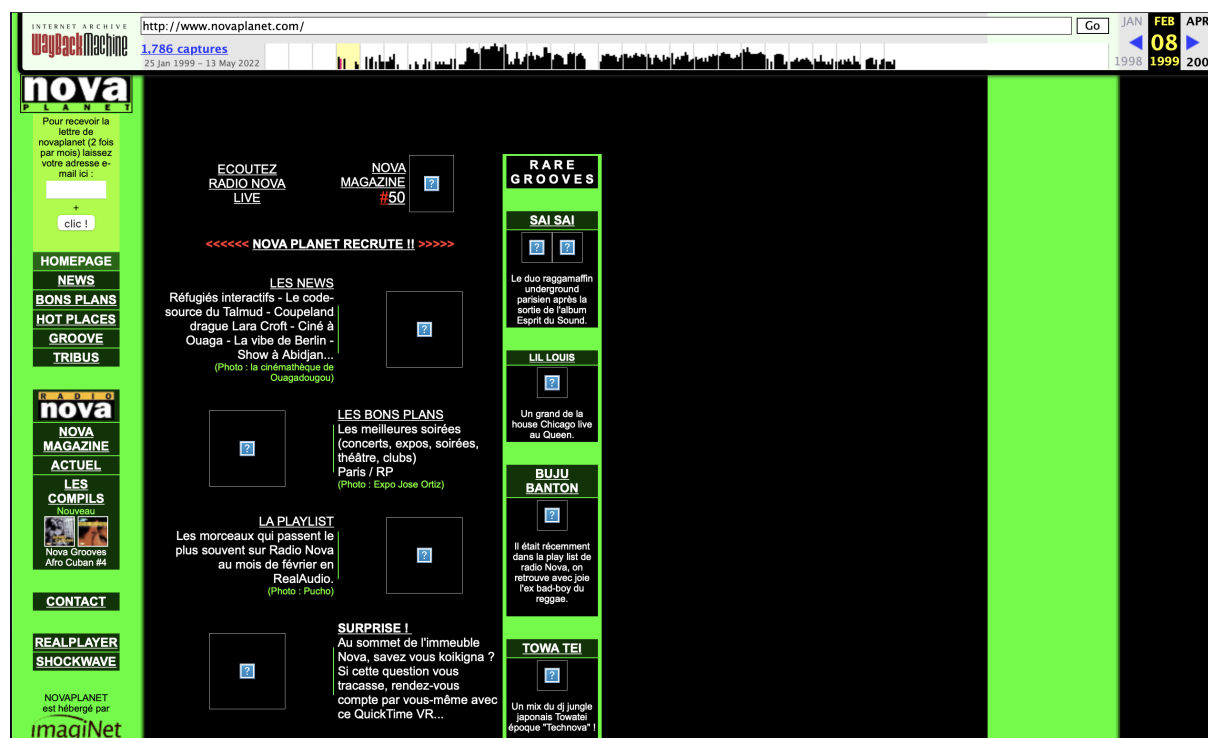 INTERNET ARCHIVE
WayBackMachine
http://www.novaplanet.com/
Go
1,786 captures
25 Jan 1999 - 13 May 2022
JAN FEB APR
08
1998 1999 200
nova
PLANET
Pour recevoir la
lettre de
novaplanet (2 fois
par mois) laissez
votre adresse e-
mail ici :
+
clic !
HOMEPAGE
NEWS
BONS PLANS
HOT PLACES
GROOVE
TRIBUS
RADIO
nova
NOVA
MAGAZINE
ACTUEL
LES
COMPILS
Nouveau
Nova Grooves
Afro Cuban #4
CONTACT
REALPLAYER
SHOCKWAVE
NOVAPLANET
est hébergé par
imagiNet
ECOUTEZ
RADIO NOVA
LIVE
NOVA
MAGAZINE
#50
<<<<<< NOVA PLANET RECRUTE !! >>>>>
LES NEWS
Réfugiés interactifs - Le code-
source du Talmud - Coupeland
drague Lara Croft - Ciné à
Ouaga - La vibe de Berlin -
Show à Abidjan...
(Photo : la cinémathèque de
Ouagadougou)
LES BONS PLANS
Les meilleures soirées
(concerts, expos, soirées,
théâtre, clubs)
Paris / RP
(Photo : Expo Jose Ortiz)
LA PLAYLIST
Les morceaux qui passent le
plus souvent sur Radio Nova
au mois de février en
RealAudio.
(Photo : Pucho)
SURPRISE !
Au sommet de l'immeuble
Nova, savez vous koikigna ?
Si cette question vous
tracasse, rendez-vous
compte par vous-même avec
ce QuickTime VR...
RARE
GROOVES
SAI SAI
Le duo raggamaffin
underground
parisien après la
sortie de l'album
Esprit du Sound.
LIL LOUIS
Un grand de la
house Chicago live
au Queen.
BUJU
BANTON
Il était récemment
dans la play list de
radio Nova, on
retrouve avec joie
l'ex bad-boy du
reggae.
TOWA TEI
Un mix du dj jungle
japonais Towatei
époque "Technova" !